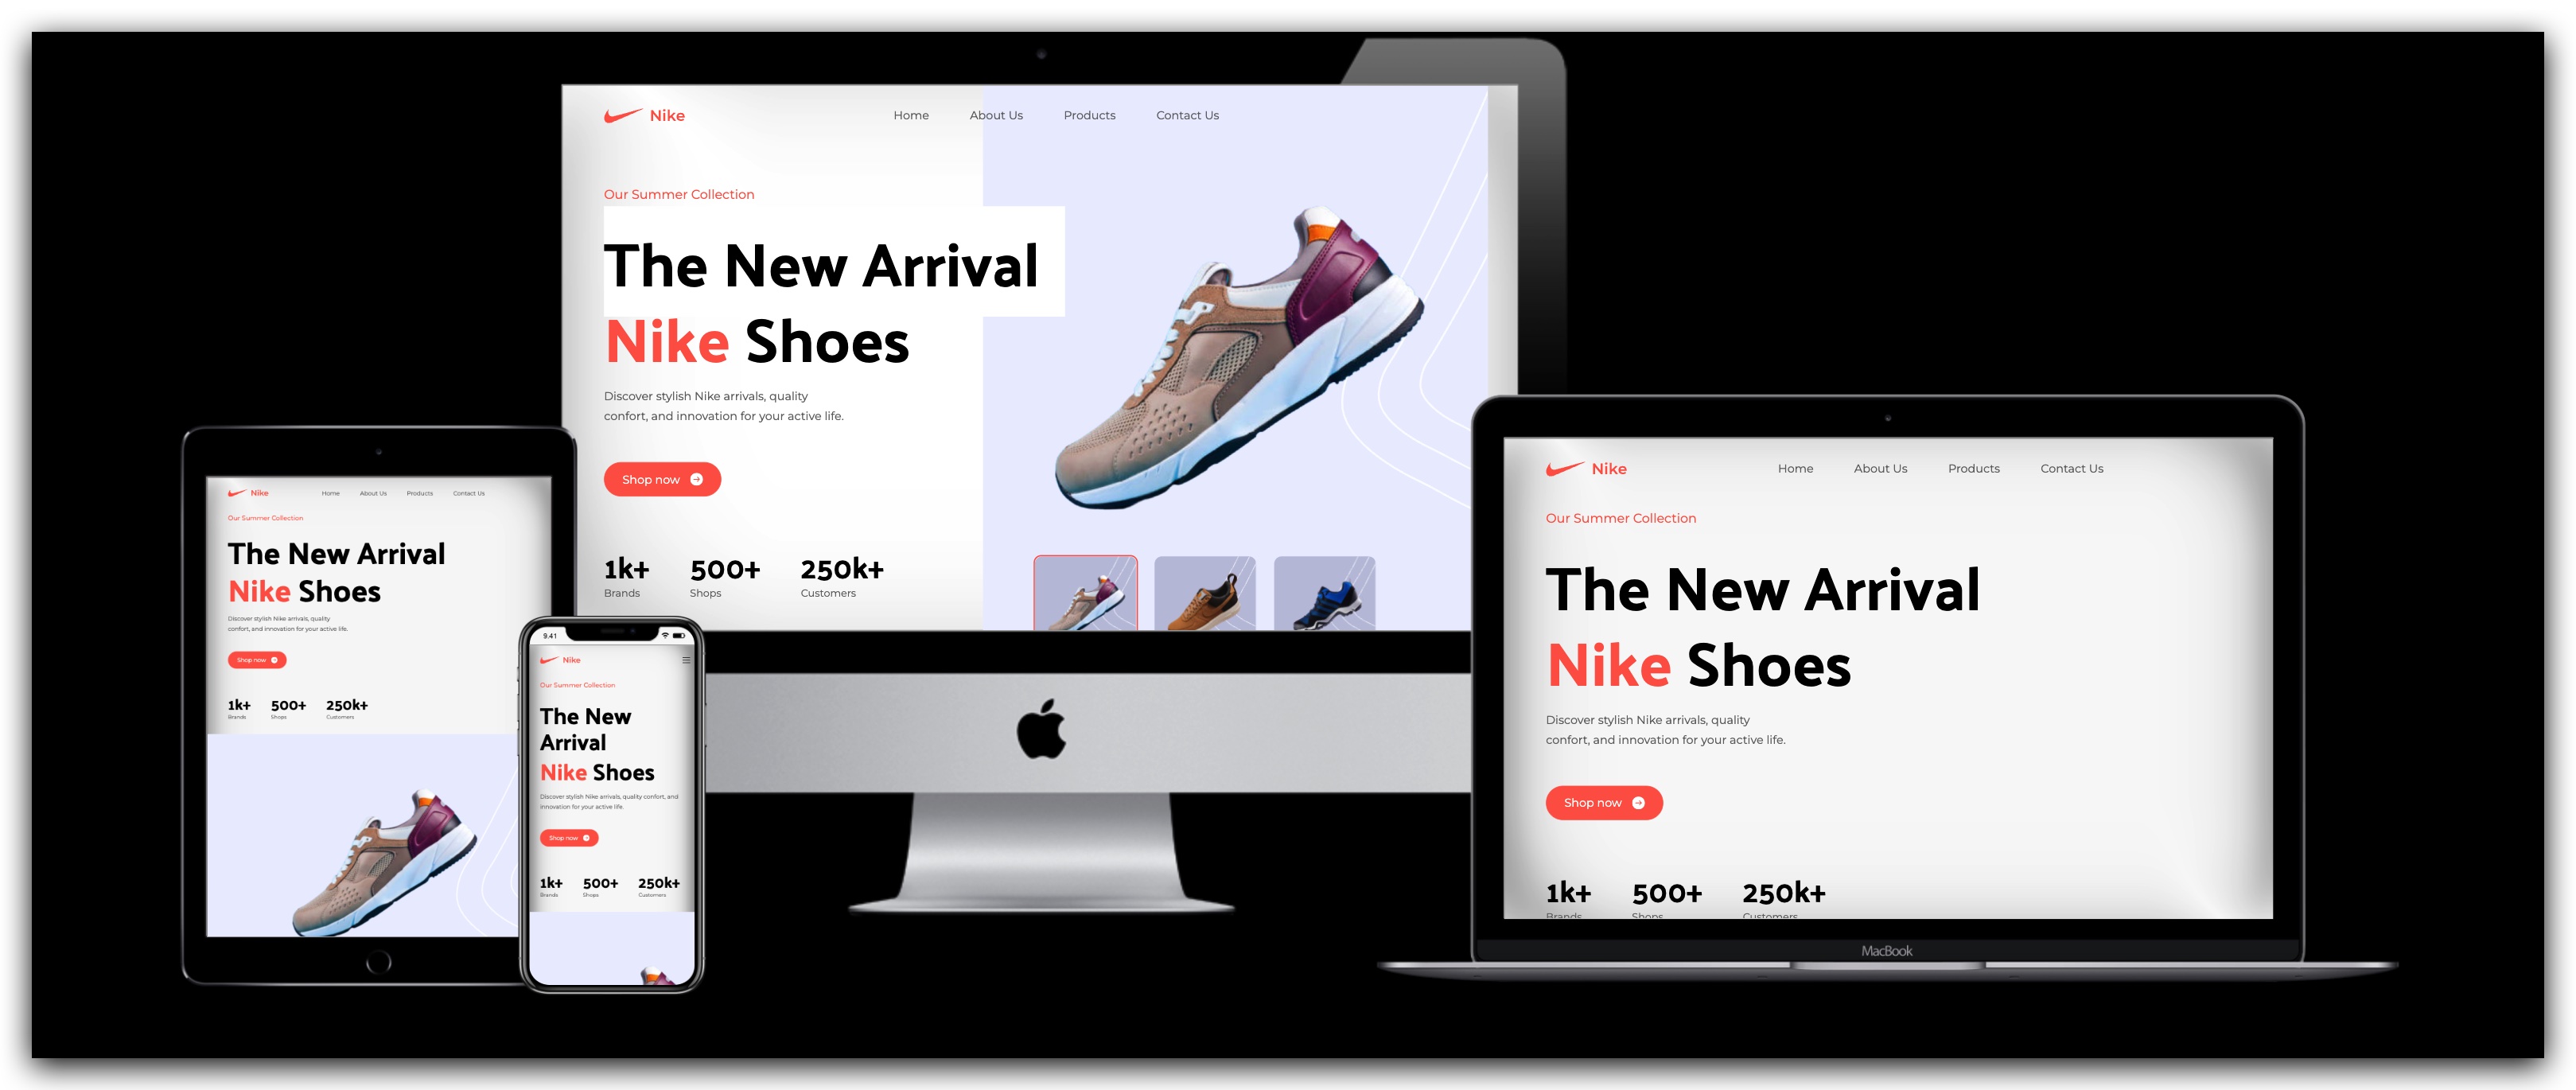 Nike
Home About Us Products Contact Us
Our Summer Collection
The New Arrival
Nike Shoes
Discover stylish Nike arrivals, quality
confort, and innovation for your active life.
Shop now
1k+ 500+ 250k+
Brands Shops Customers
Nike
Home About Us Products Contact Us
Our Summer Collection
The New Arrival
Nike Shoes
Discover stylish Nike arrivals, quality
confort, and innovation for your active life.
Shop now
1k+ 500+ 250k+
Brands Shops Customers
9:41
Nike
Our Summer Collection
The New
Arrival
Nike Shoes
Discover stylish Nike arrivals, quality confort, and
innovation for your active life.
Shop now
1k+ 500+ 250k+
Brands Shops Customers
Nike
Home About Us Products Contact Us
Our Summer Collection
The New Arrival
Nike Shoes
Discover stylish Nike arrivals, quality
confort, and innovation for your active life.
Shop now
1k+ 500+ 250k+
Brands Shops Customers
MacBook